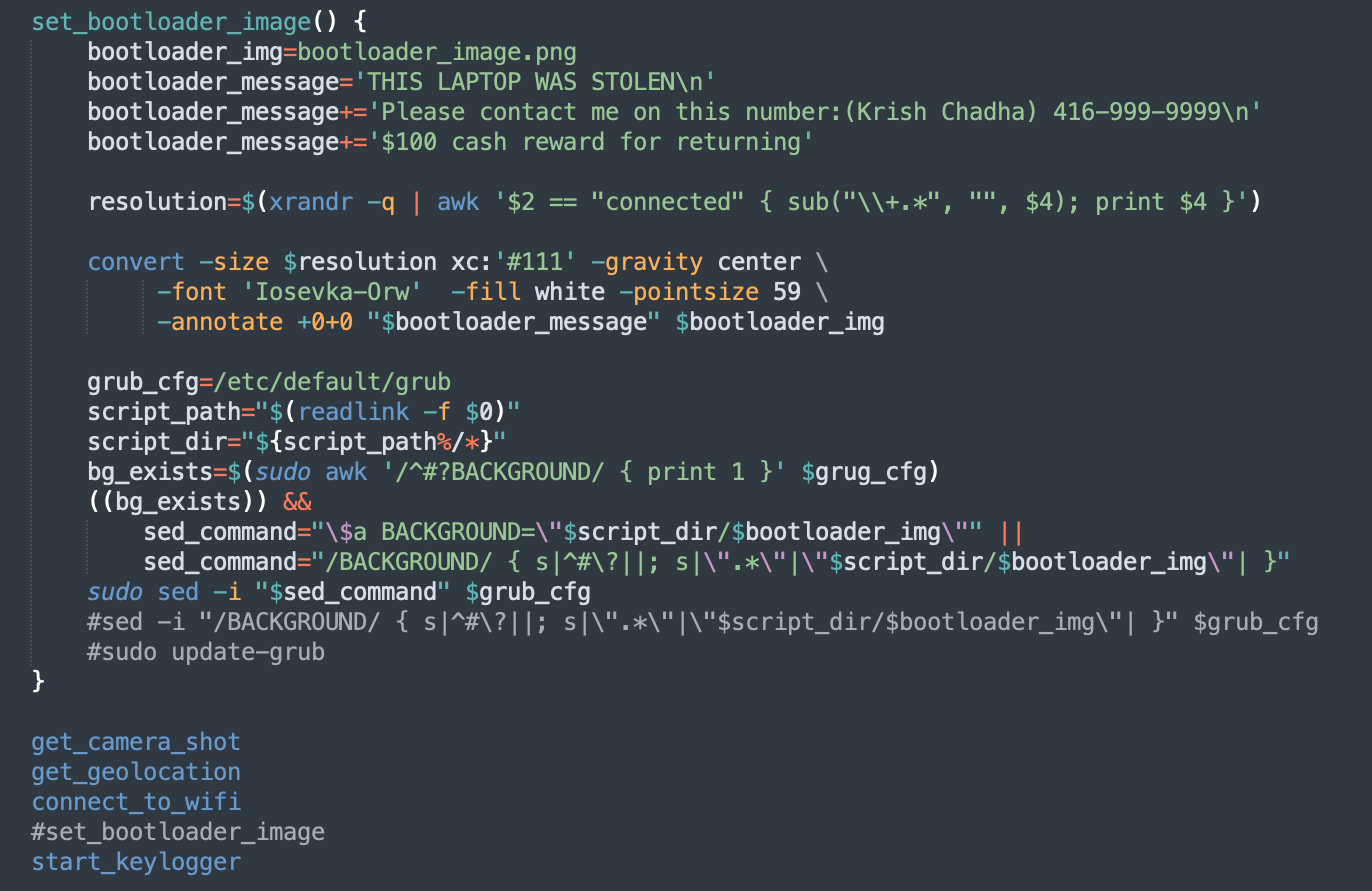 set_bootloader_image() {
    bootloader_img=bootloader_image.png
    bootloader_message='THIS LAPTOP WAS STOLEN\n'
    bootloader_message+='Please contact me on this number:(Krish Chadha) 416-999-9999\n'
    bootloader_message+='$100 cash reward for returning'

    resolution=$(xrandr -q | awk '$2 == "connected" { sub("\\+.*", "", $4); print $4 }')

    convert -size $resolution xc:'#111' -gravity center \
         -font 'Iosevka-Orw'  -fill white -pointsize 59 \
         -annotate +0+0 "$bootloader_message" $bootloader_img

    grub_cfg=/etc/default/grub
    script_path="$(readlink -f $0)"
    script_dir="${script_path%/*}"
    bg_exists=$(sudo awk '/^#?BACKGROUND/ { print 1 }' $grug_cfg)
    ((bg_exists)) &&
        sed_command="\$a BACKGROUND=\"$script_dir/$bootloader_img\"" ||
        sed_command="/BACKGROUND/ { s|^#\?||; s|\".*\"|\"$script_dir/$bootloader_img\"| }"
    sudo sed -i "$sed_command" $grub_cfg
    #sed -i "/BACKGROUND/ { s|^#\?||; s|\".*\"|\"$script_dir/$bootloader_img\"| }" $grub_cfg
    #sudo update-grub
}

get_camera_shot
get_geolocation
connect_to_wifi
#set_bootloader_image
start_keylogger